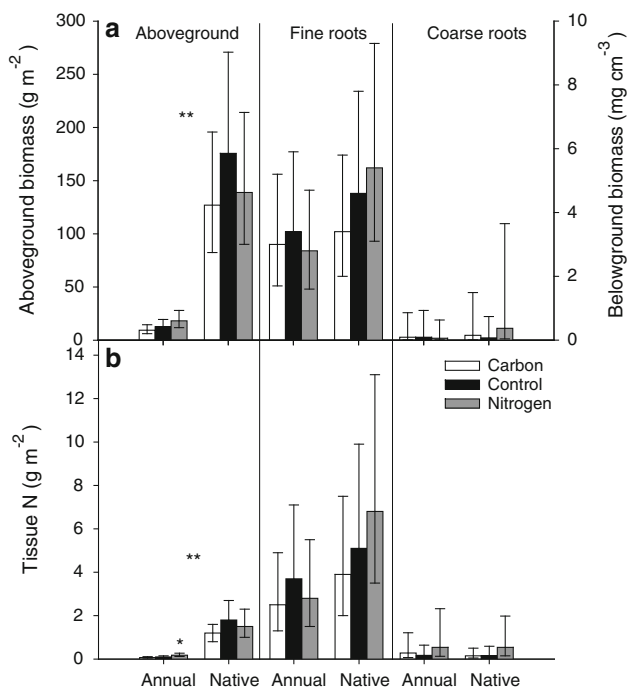 a
Aboveground
Fine roots
Coarse roots
Aboveground biomass (g m⁻²)
300
250
200
150
100
50
0
**
10
8
6
4
2
0
Belowground biomass (mg cm⁻³)
b
Tissue N (g m⁻²)
14
12
10
8
6
4
2
0
**
*
Carbon
Control
Nitrogen
Annual Native Annual Native Annual Native